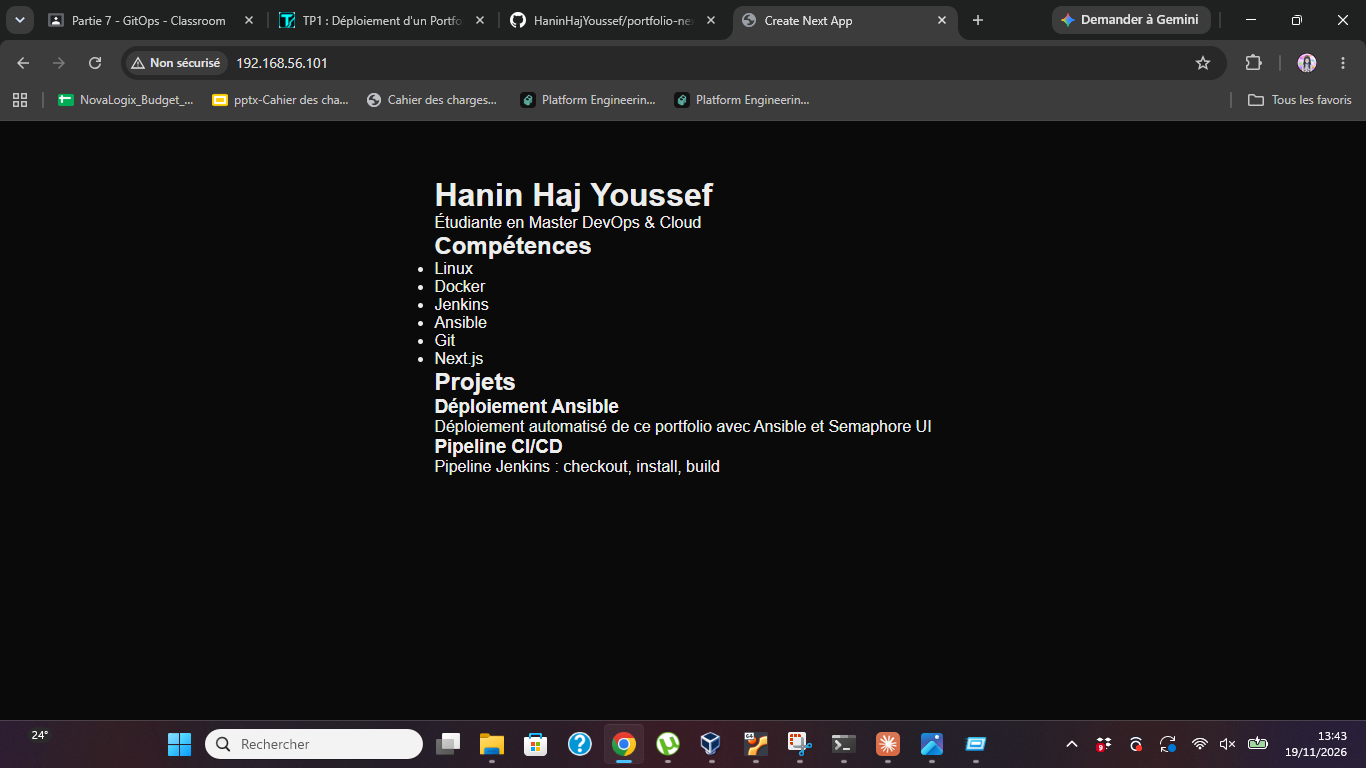 Partie 7 - GitOps - Classroom
TP1 : Déploiement d'un Portfo
HaninHajYoussef/portfolio-ne
Create Next App
Demander à Gemini
Non sécurisé
192.168.56.101
NovaLogix_Budget_...
pptx-Cahier des cha...
Cahier des charges...
Platform Engineerin...
Platform Engineerin...
Tous les favoris
Hanin Haj Youssef
Étudiante en Master DevOps & Cloud
Compétences
Linux
Docker
Jenkins
Ansible
Git
Next.js
Projets
Déploiement Ansible
Déploiement automatisé de ce portfolio avec Ansible et Semaphore UI
Pipeline CI/CD
Pipeline Jenkins : checkout, install, build
24°
Rechercher
13:43
19/11/2026